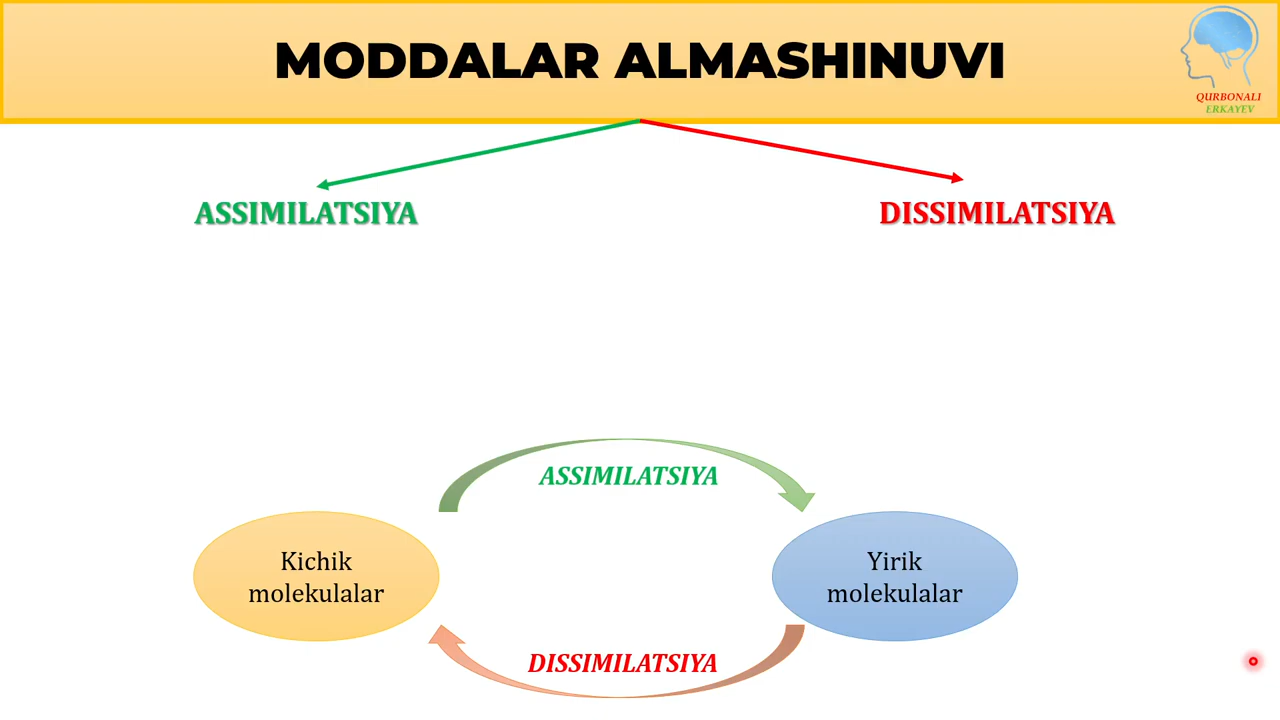 MODDALAR ALMASHINUVI
QURBONALI
ERKAYEV
ASSIMILATSIYA
DISSIMILATSIYA
ASSIMILATSIYA
Kichik
molekulalar
Yirik
molekulalar
DISSIMILATSIYA